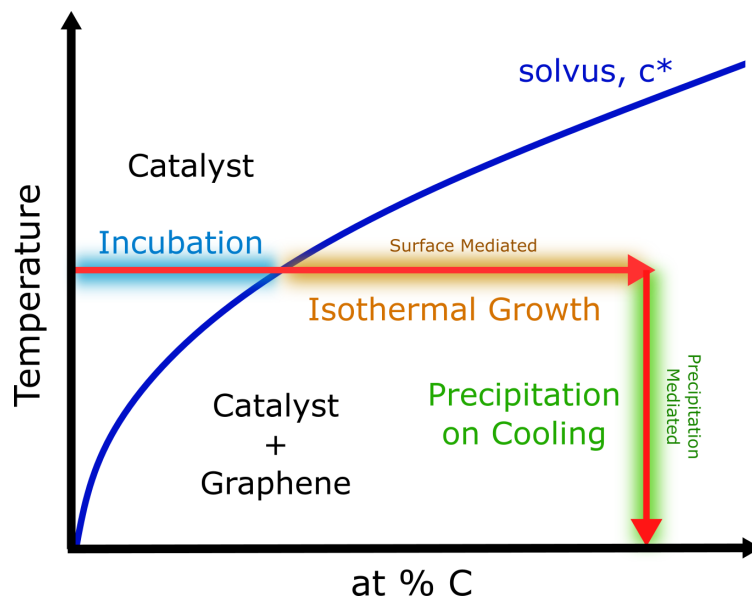 solvus, c*
Catalyst
Incubation
Surface Mediated
Isothermal Growth
Temperature
Precipitation
on Cooling
Precipitation
Mediated
Catalyst
+
Graphene
at % C